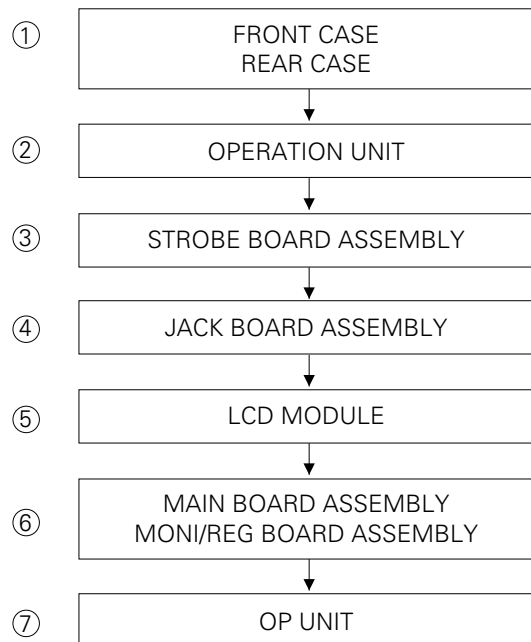 ① FRONT CASE
REAR CASE
② OPERATION UNIT
③ STROBE BOARD ASSEMBLY
④ JACK BOARD ASSEMBLY
⑤ LCD MODULE
⑥ MAIN BOARD ASSEMBLY
MONI/REG BOARD ASSEMBLY
⑦ OP UNIT